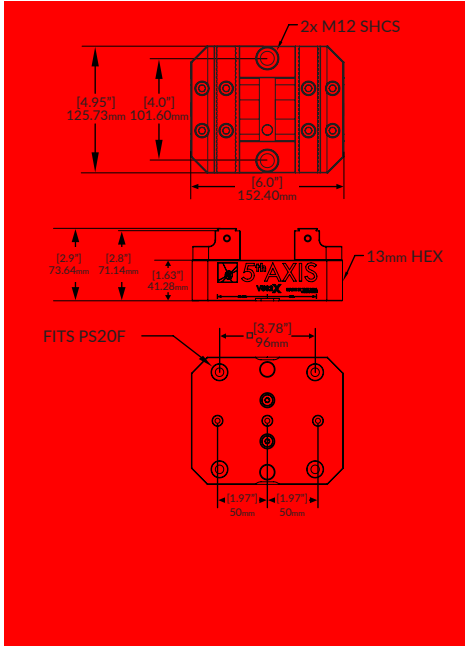 2x M12 SHCS
[4.95"]
125.73mm
[4.0"]
101.60mm
[6.0"]
152.40mm
[2.9"]
73.64mm
[2.8"]
71.14mm
[1.63"]
41.28mm
5th AXIS
13mm HEX
FITS PS20F
[3.78"]
96mm
[1.97"]
50mm
[1.97"]
50mm